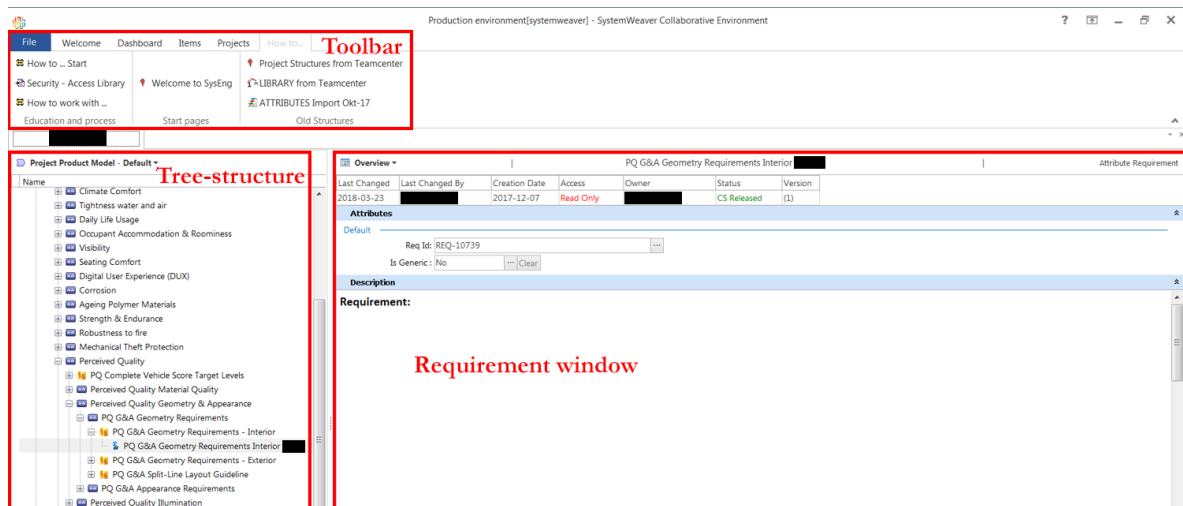 Production environment[systemweaver] - SystemWeaver Collaborative Environment
File Welcome Dashboard Items Projects How to... Toolbar
How to ... Start
Security - Access Library
How to work with ...
Education and process
Welcome to SysEng
Start pages
Project Structures from Teamcenter
LIBRARY from Teamcenter
ATTRIBUTES Import Okt-17
Old Structures
Project Product Model - Default
Tree-structure
Name
Climate Comfort
Tightness water and air
Daily Life Usage
Occupant Accommodation & Roominess
Visibility
Seating Comfort
Digital User Experience (DUX)
Corrosion
Ageing Polymer Materials
Strength & Endurance
Robustness to fire
Mechanical Theft Protection
Perceived Quality
PQ Complete Vehicle Score Target Levels
Perceived Quality Material Quality
Perceived Quality Geometry & Appearance
PQ G&A Geometry Requirements
PQ G&A Geometry Requirements - Interior
PQ G&A Geometry Requirements Interior
PQ G&A Geometry Requirements - Exterior
PQ G&A Split-Line Layout Guideline
PQ G&A Appearance Requirements
Perceived Quality Illumination
Overview | PQ G&A Geometry Requirements Interior | Attribute Requirement
Last Changed Last Changed By Creation Date Access Owner Status Version
2018-03-23 2017-12-07 Read Only CS Released (1)
Attributes
Default
Req Id: REQ-10739 ...
Is Generic: No ... Clear
Description
Requirement:
Requirement window